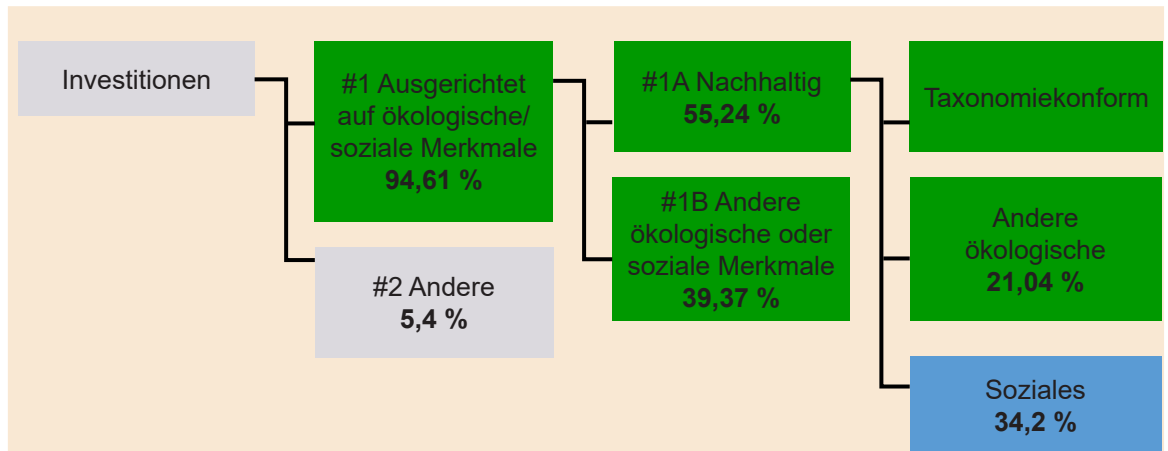 Investitionen
#1 Ausgerichtet
auf ökologische/
soziale Merkmale
94,61 %
#2 Andere
5,4 %
#1A Nachhaltig
55,24 %
#1B Andere
ökologische oder
soziale Merkmale
39,37 %
Taxonomiekonform
Andere
ökologische
21,04 %
Soziales
34,2 %